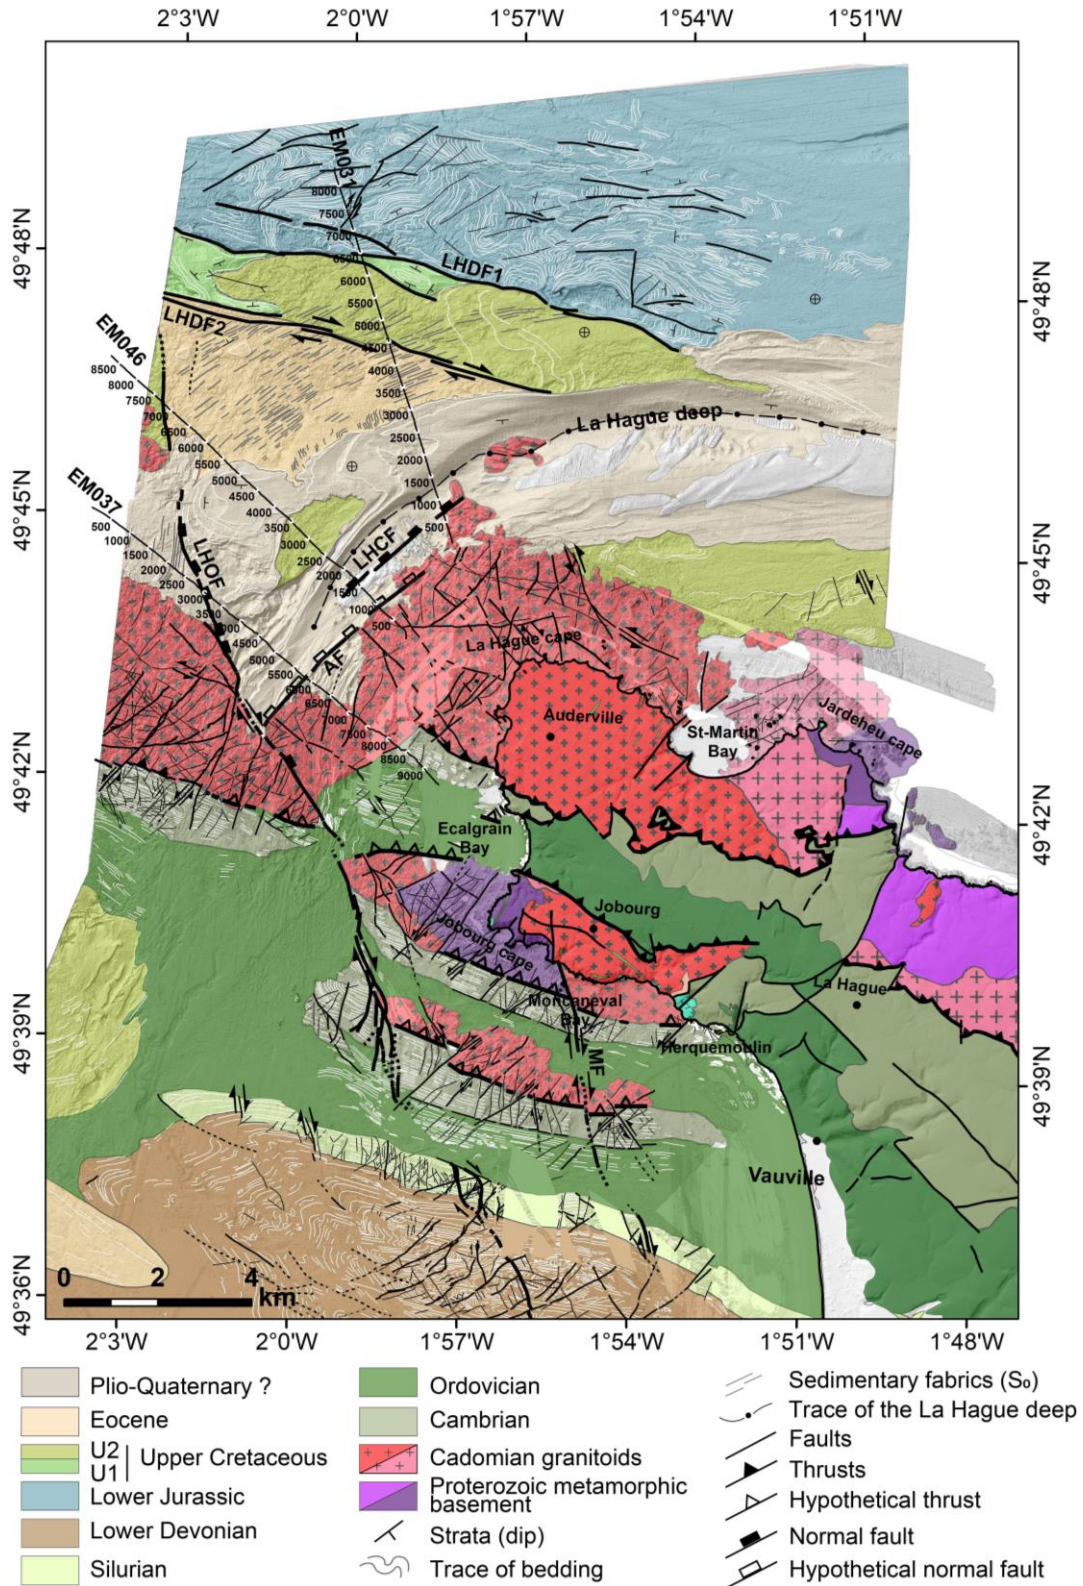 2°3'W 2°0'W 1°57'W 1°54'W 1°51'W
49°48'N
49°45'N
49°42'N
49°39'N
49°36'N
49°48'N
49°45'N
49°42'N
49°39'N
EM031
8000
7500
7000
6500
6000
5500
5000
4500
4000
3500
3000
2500
2000
1500
1000
500
LHDF1
LHDF2
EM046
8500
8000
7500
7000
6500
6000
5500
5000
4500
4000
3500
3000
2500
2000
1500
1000
500
La Hague deep
EM037
500
1000
1500
2000
2500
3000
3500
4000
4500
5000
5500
6000
6500
7000
7500
8000
8500
9000
LHOF
LHCF
AF
La Hague cape
Auderville
St-Martin
Bay
Jardeheu cape
Ecalgrain
Bay
Jobourg
Jobourg cape
La Hague
Moncaneval
Bay
Herquemoulin
MF
Vauville
0 2 4
km
2°3'W 2°0'W 1°57'W 1°54'W 1°51'W 1°48'W
Plio-Quaternary ?
Eocene
U2
U1
Upper Cretaceous
Lower Jurassic
Lower Devonian
Silurian
Ordovician
Cambrian
Cadomian granitoids
Proterozoic metamorphic
basement
Strata (dip)
Trace of bedding
Sedimentary fabrics (S₀)
Trace of the La Hague deep
Faults
Thrusts
Hypothetical thrust
Normal fault
Hypothetical normal fault